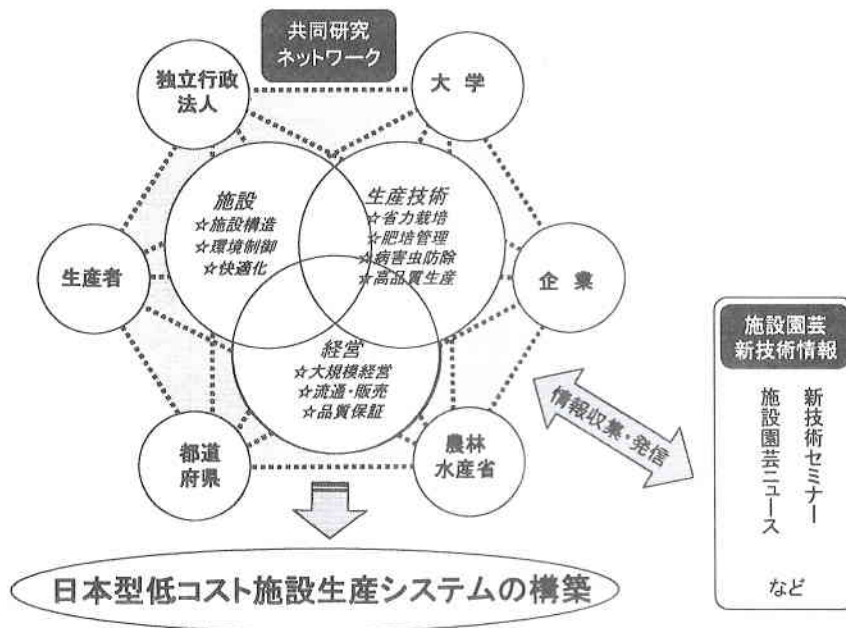 共同研究
ネットワーク
独立行政
法人
大学
施設
☆施設構造
☆環境制御
☆快適化
生産技術
☆省力栽培
☆肥培管理
☆病害虫防除
☆高品質生産
生産者
企業
経営
☆大規模経営
☆流通・販売
☆品質保証
都道
府県
農林
水産省
情報収集・発信
施設園芸
新技術情報
新技術セミナー
施設園芸ニュース
など
日本型低コスト施設生産システムの構築